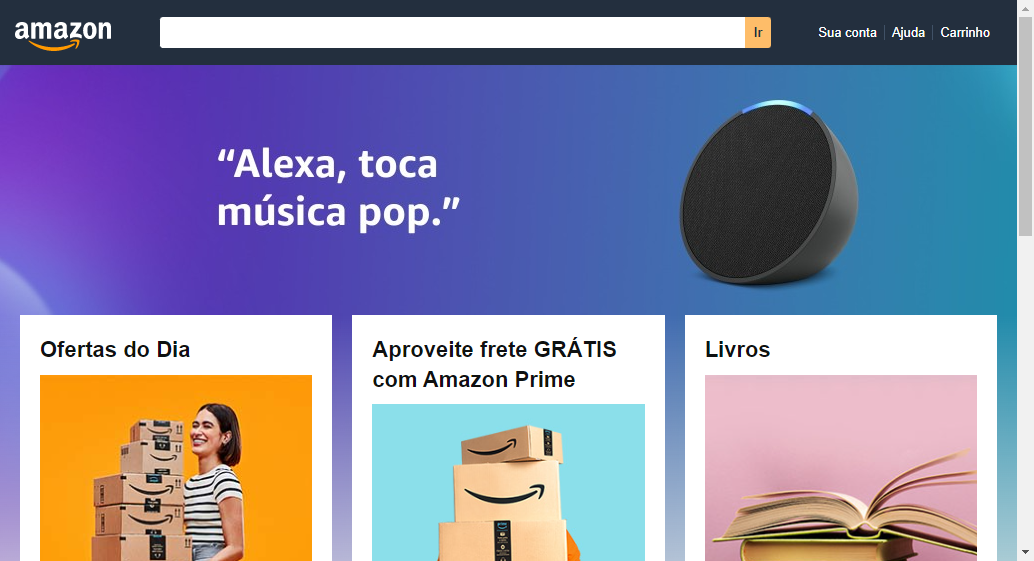 amazon
Ir
Sua conta
Ajuda
Carrinho
“Alexa, toca
música pop.”
Ofertas do Dia
Aproveite frete GRÁTIS
com Amazon Prime
Livros